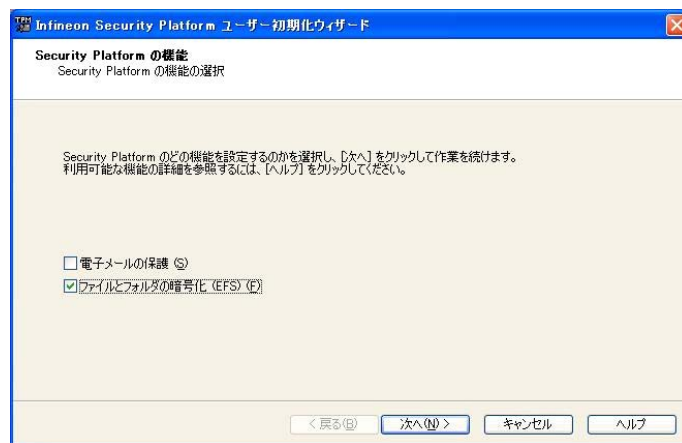 TPM Infineon Security Platform ユーザー初期化ウィザード
Security Platform の機能
Security Platform の機能の選択
Security Platform のどの機能を設定するのかを選択し、[次へ] をクリックして作業を続けます。
利用可能な機能の詳細を参照するには、[ヘルプ] をクリックしてください。
電子メールの保護 (S)
ファイルとフォルダの暗号化 (EFS) (F)
< 戻る(B)
次へ(N) >
キャンセル
ヘルプ